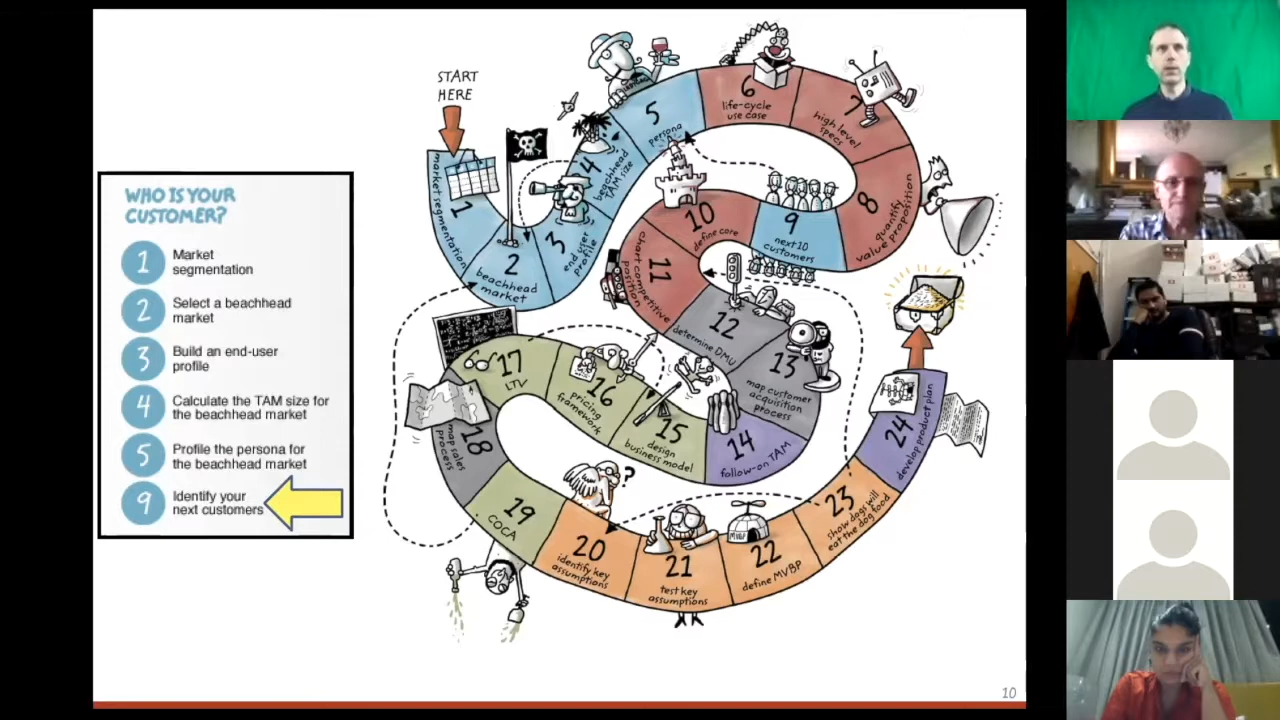 WHO IS YOUR
CUSTOMER?
1
Market
segmentation
2
Select a beachhead
market
3
Build an end-user
profile
4
Calculate the TAM size for
the beachhead market
5
Profile the persona for
the beachhead market
9
Identify your
next customers
START
HERE
1
market segmentation
2
beachhead
market
3
end user
profile
4
beachhead
TAM size
5
persona
6
life-cycle
use case
7
high level
specs
8
quantify
value proposition
9
next 10
customers
10
define core
11
chart competitive
position
12
determine DMU
13
map customer
acquisition
process
14
follow-on TAM
15
design
business model
16
pricing
framework
17
LTV
18
map sales
process
19
COCA
?
20
identify key
assumptions
21
test key
assumptions
MVBP
22
define MVBP
23
show dogs will
eat the dog food
24
develop product plan
10